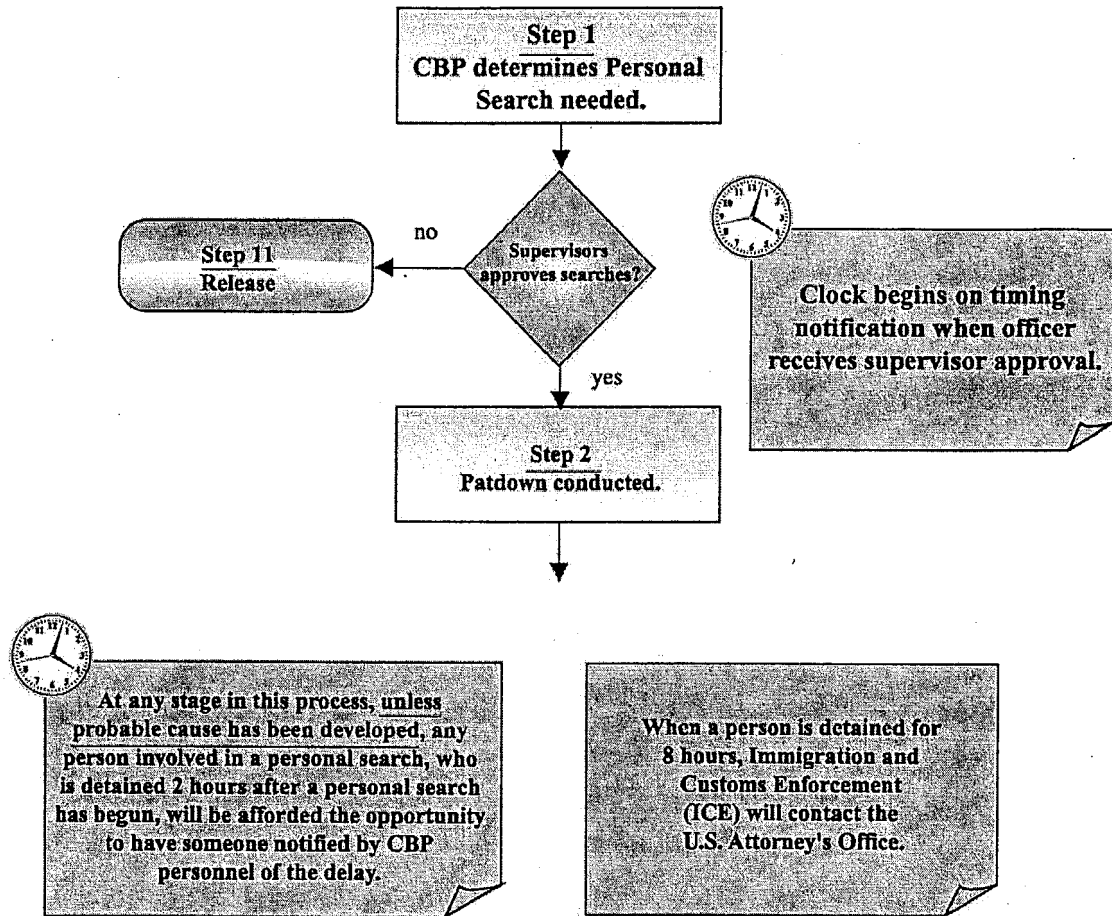 Step 1
CBP determines Personal
Search needed.
no
Supervisors
approves searches?
Step 11
Release
Clock begins on timing
notification when officer
receives supervisor approval.
yes
Step 2
Patdown conducted.
At any stage in this process, unless
probable cause has been developed, any
person involved in a personal search, who
is detained 2 hours after a personal search
has begun, will be afforded the opportunity
to have someone notified by CBP
personnel of the delay.
When a person is detained for
8 hours, Immigration and
Customs Enforcement
(ICE) will contact the
U.S. Attorney's Office.